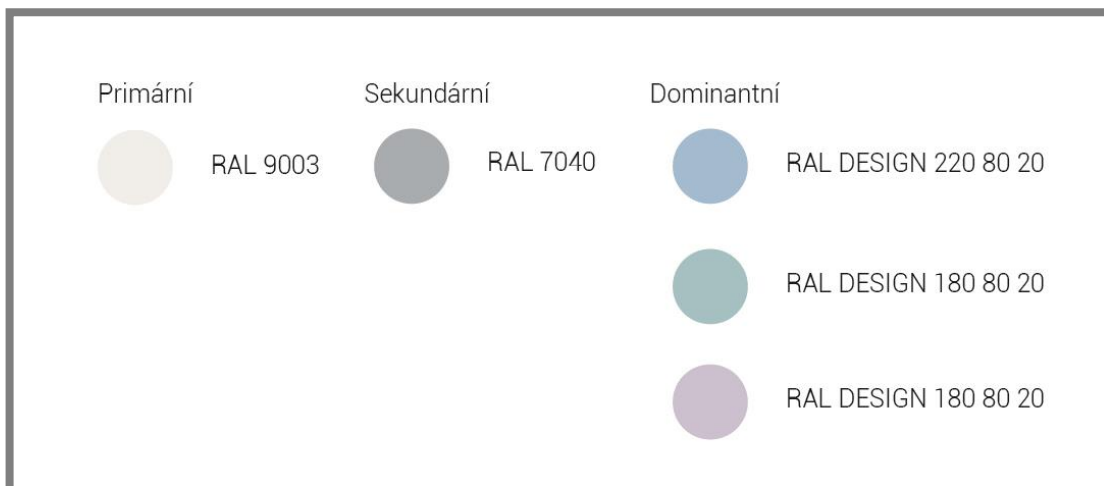 Primární
RAL 9003
Sekundární
RAL 7040
Dominantní
RAL DESIGN 220 80 20
RAL DESIGN 180 80 20
RAL DESIGN 180 80 20